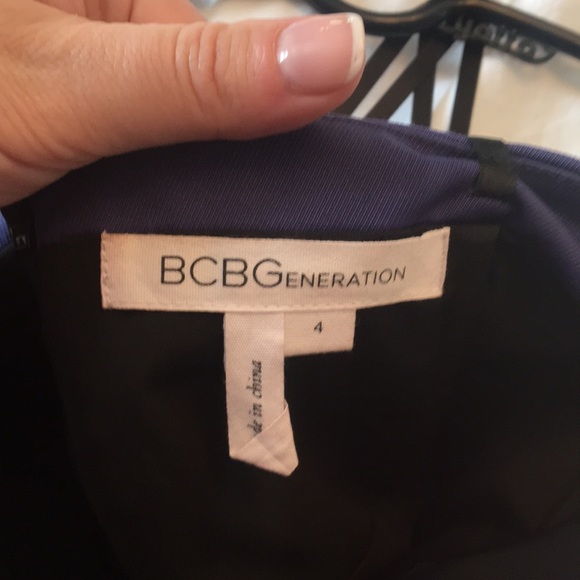 BCBGENERATION
4
de in china